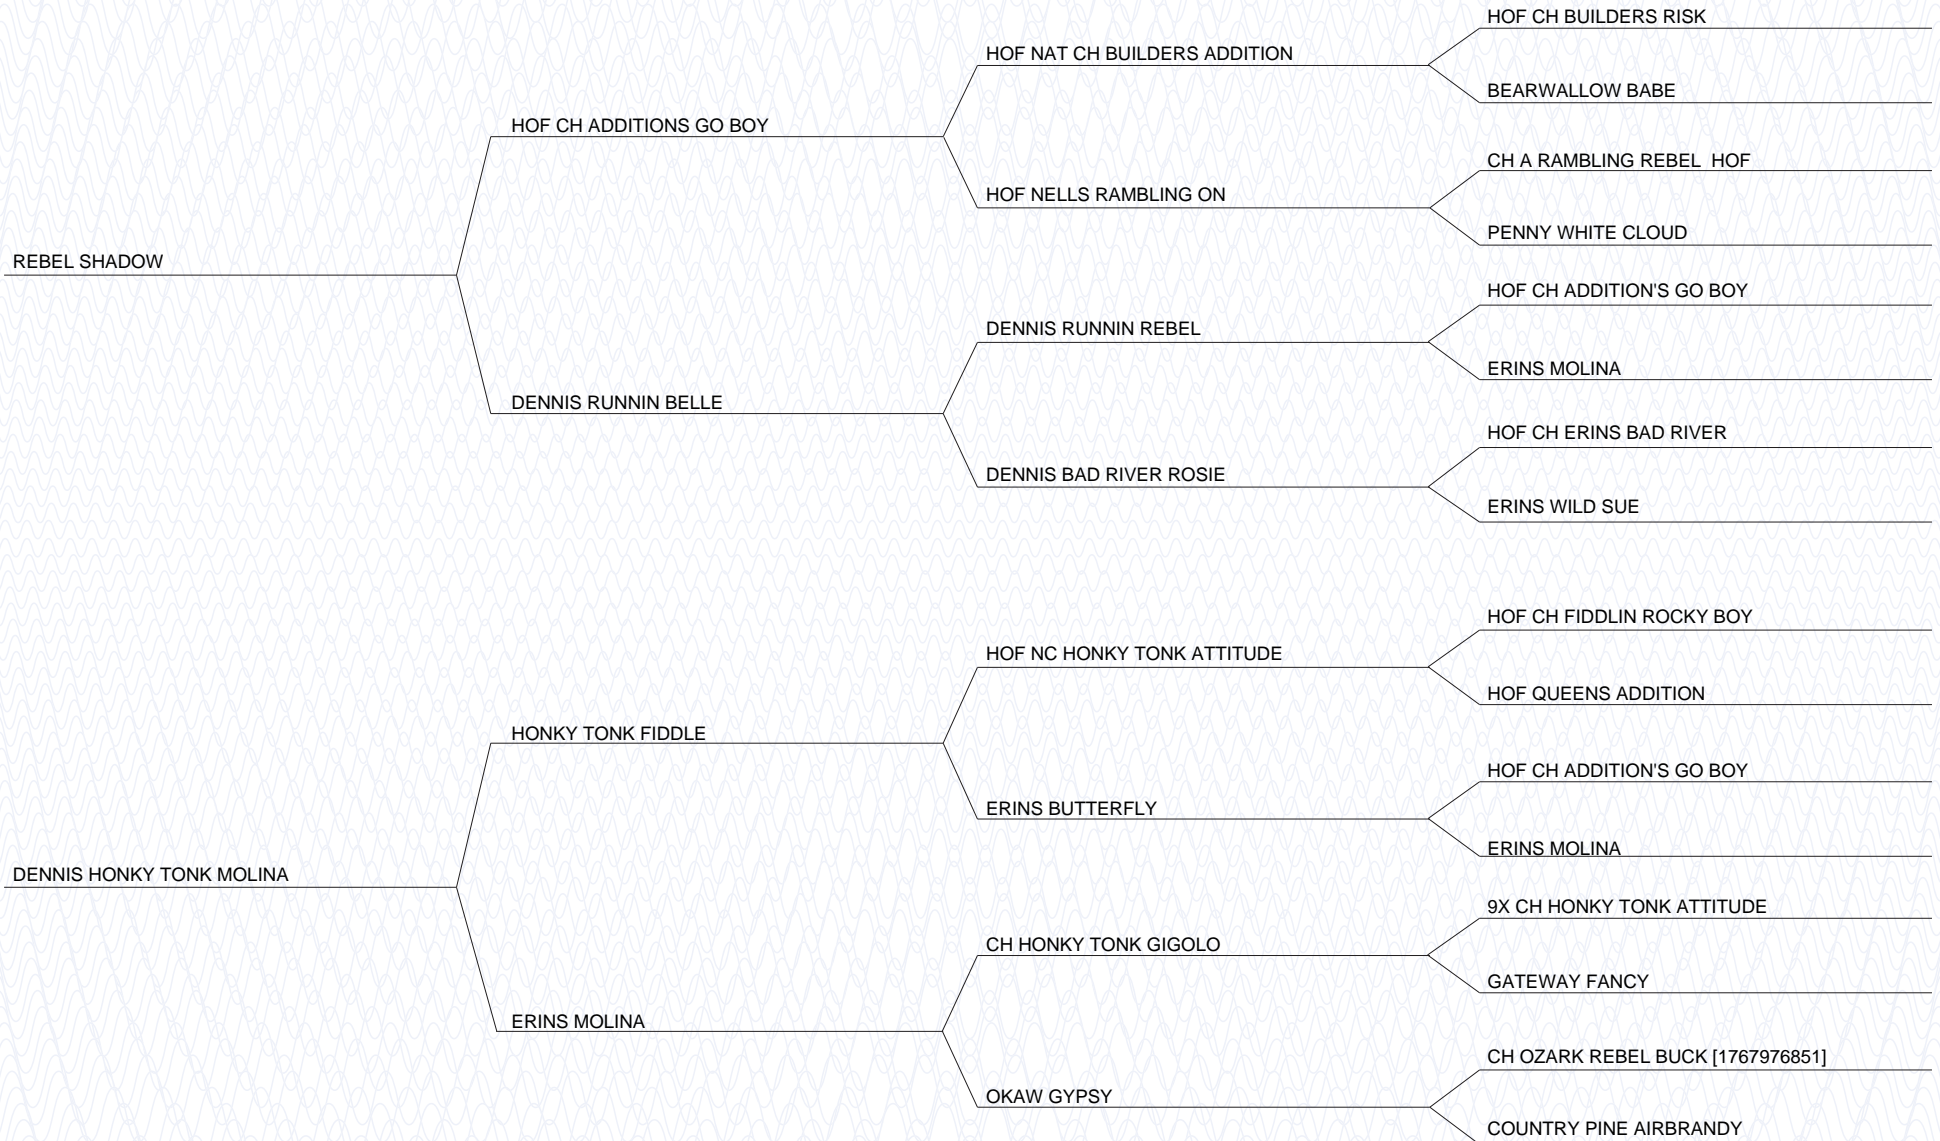 HOF CH BUILDERS RISK
HOF NAT CH BUILDERS ADDITION
BEARWALLOW BABE
HOF CH ADDITIONS GO BOY
CH A RAMBLING REBEL  HOF
HOF NELLS RAMBLING ON
PENNY WHITE CLOUD
REBEL SHADOW
HOF CH ADDITION'S GO BOY
DENNIS RUNNIN REBEL
ERINS MOLINA
DENNIS RUNNIN BELLE
HOF CH ERINS BAD RIVER
DENNIS BAD RIVER ROSIE
ERINS WILD SUE
HOF CH FIDDLIN ROCKY BOY
HOF NC HONKY TONK ATTITUDE
HOF QUEENS ADDITION
HONKY TONK FIDDLE
HOF CH ADDITION'S GO BOY
ERINS BUTTERFLY
ERINS MOLINA
DENNIS HONKY TONK MOLINA
9X CH HONKY TONK ATTITUDE
CH HONKY TONK GIGOLO
GATEWAY FANCY
ERINS MOLINA
CH OZARK REBEL BUCK [1767976851]
OKAW GYPSY
COUNTRY PINE AIRBRANDY